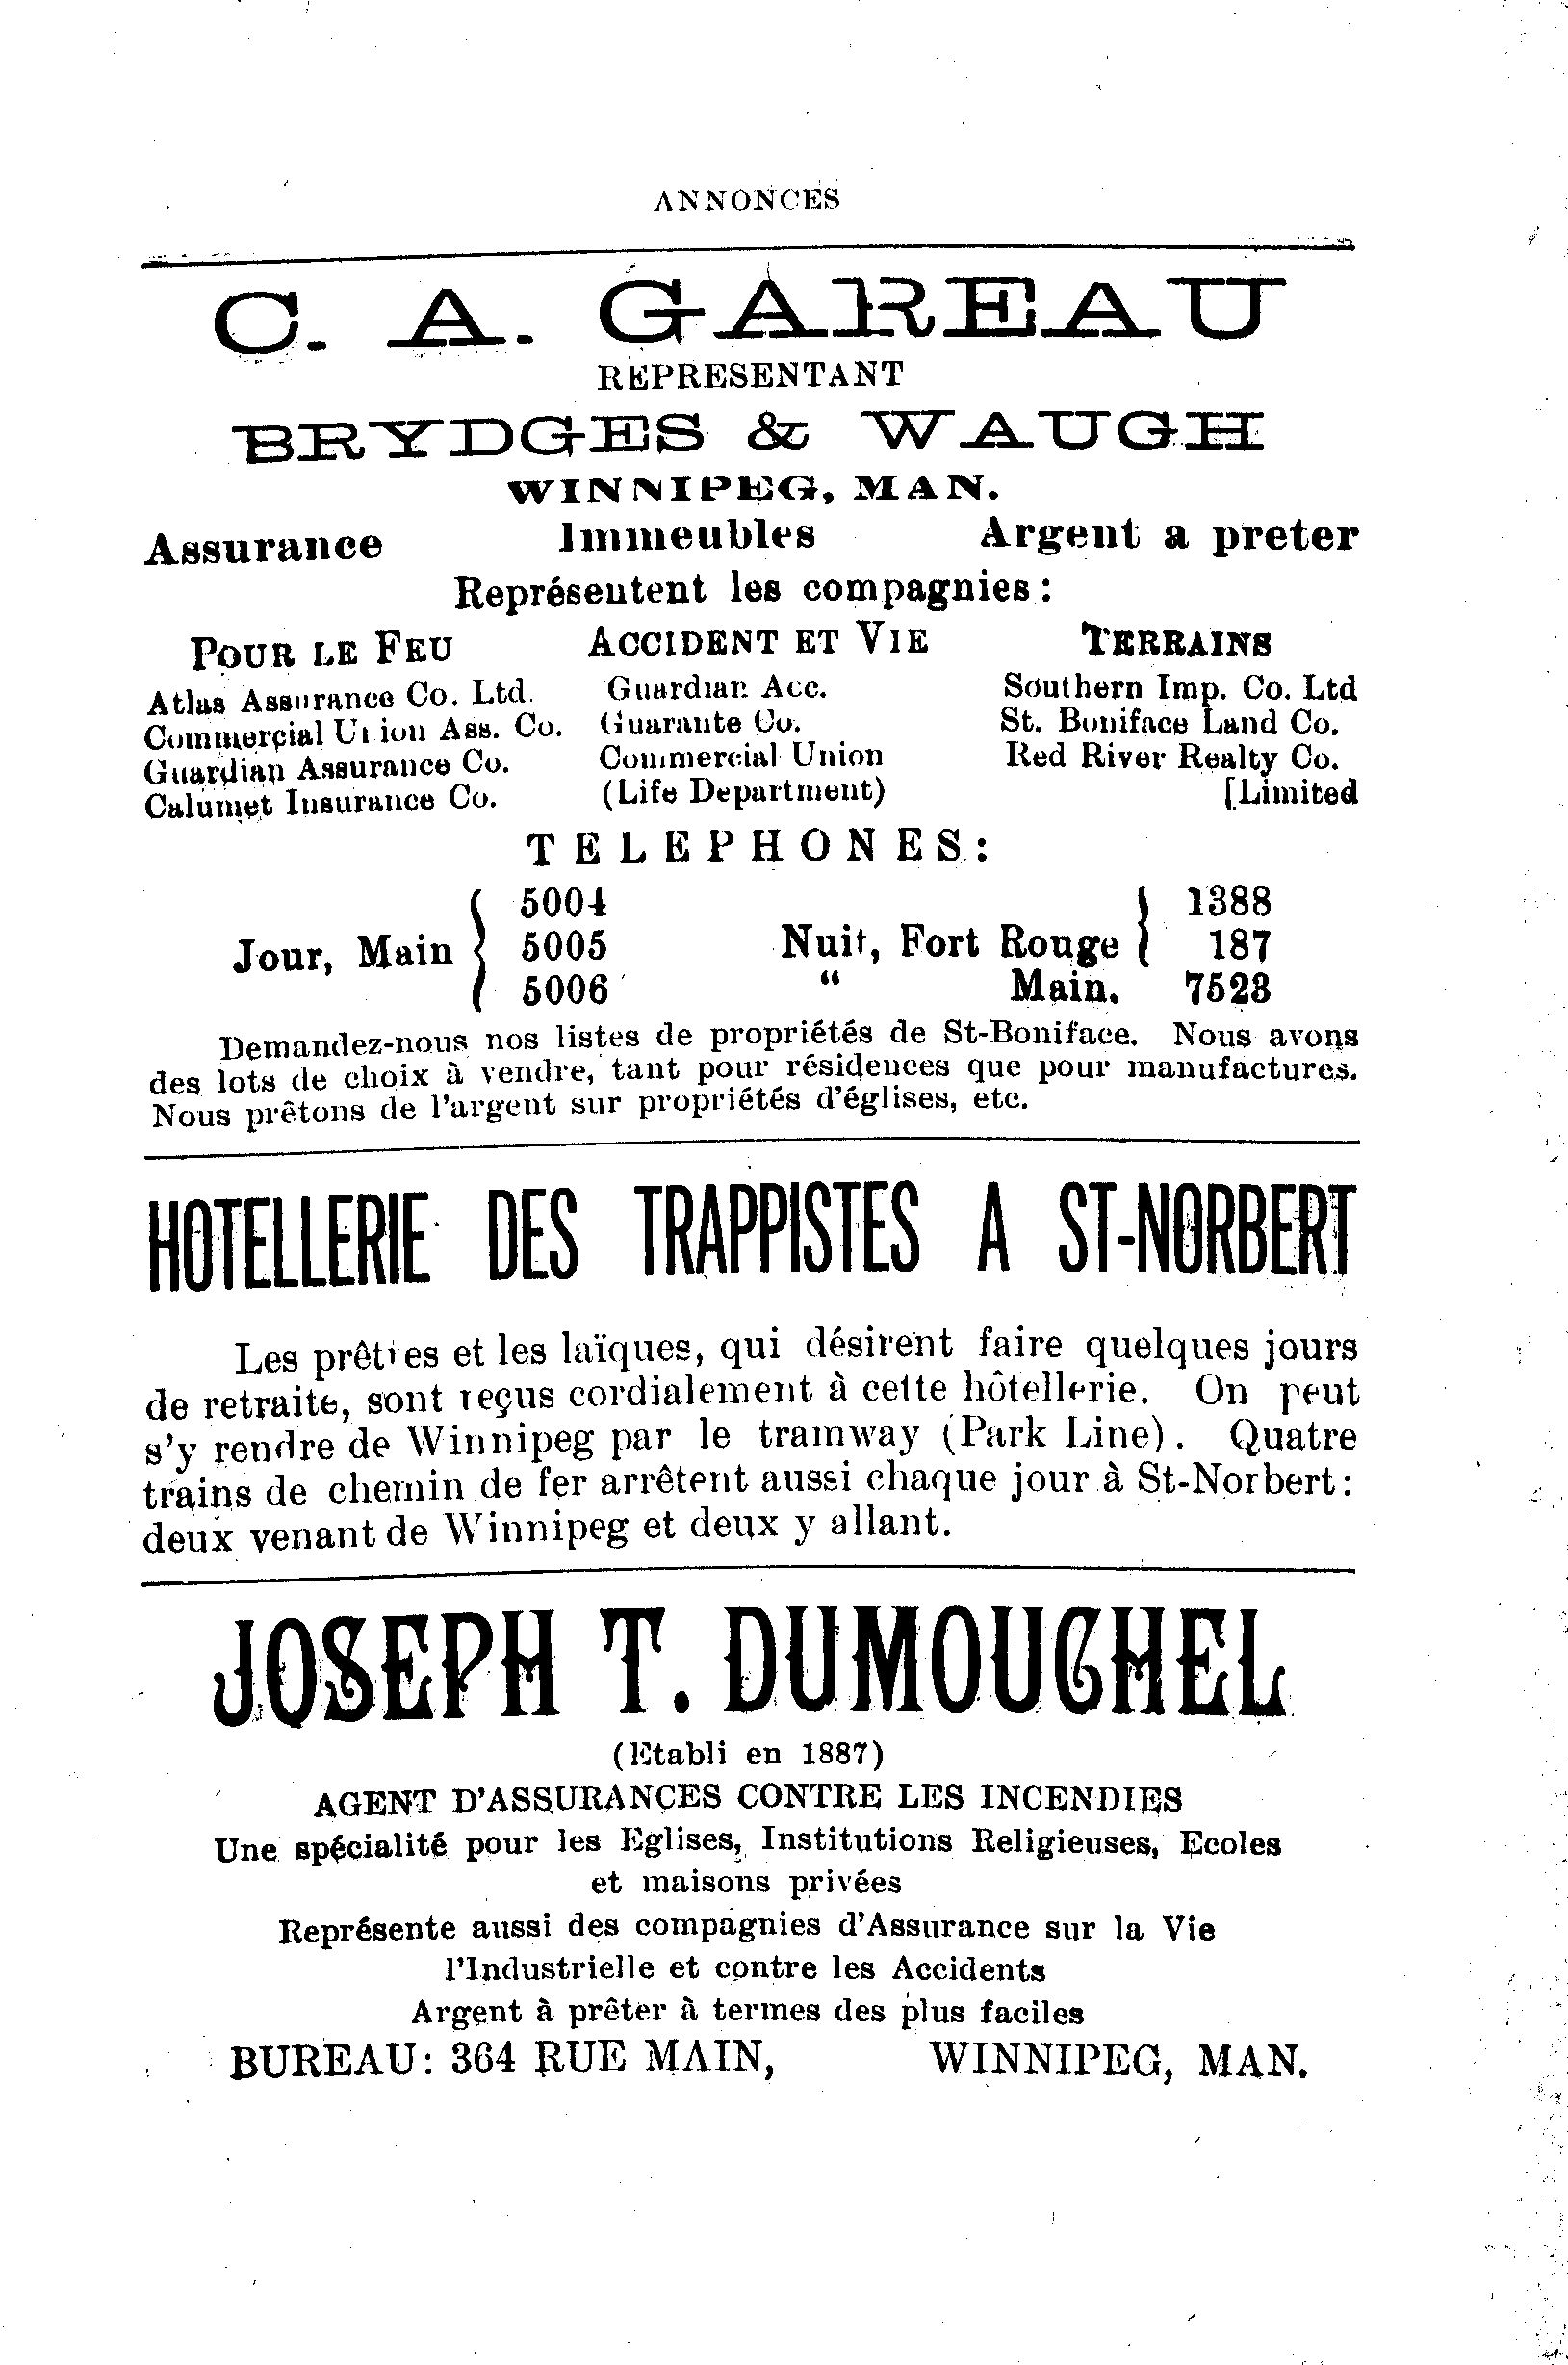 ANNONCES
C. A. GAREAU
REPRESENTANT
BRYDGES & WAUGH
WINNIPEG, MAN.
Assurance Immeubles Argent a preter
Représentent les compagnies :
POUR LE FEU ACCIDENT ET VIE TERRAINS
Atlas Assurance Co. Ltd. Guardian Acc. Southern Imp. Co. Ltd
Commercial Union Ass. Co. Guarante Co. St. Boniface Land Co.
Guardian Assurance Co. Commercial Union Red River Realty Co.
Calumet Insurance Co. (Life Department) [Limited
TELEPHONES:
5004 1388
Jour, Main { 5005 Nuit, Fort Rouge } 187
5006 “ Main. 7523
Demandez-nous nos listes de propriétés de St-Boniface. Nous avons
des lots de choix à vendre, tant pour résidences que pour manufactures.
Nous prêtons de l'argent sur propriétés d'églises, etc.
HOTELLERIE DES TRAPPISTES A ST-NORBERT
Les prêtres et les laïques, qui désirent faire quelques jours
de retraite, sont reçus cordialement à cette hôtellerie. On peut
s'y rendre de Winnipeg par le tramway (Park Line). Quatre
trains de chemin de fer arrêtent aussi chaque jour à St-Norbert:
deux venant de Winnipeg et deux y allant.
JOSEPH T. DUMOUCHEL
(Etabli en 1887)
AGENT D'ASSURANCES CONTRE LES INCENDIES
Une spécialité pour les Eglises, Institutions Religieuses, Ecoles
et maisons privées
Représente aussi des compagnies d'Assurance sur la Vie
l'Industrielle et contre les Accidents
Argent à prêter à termes des plus faciles
BUREAU: 364 RUE MAIN, WINNIPEG, MAN.